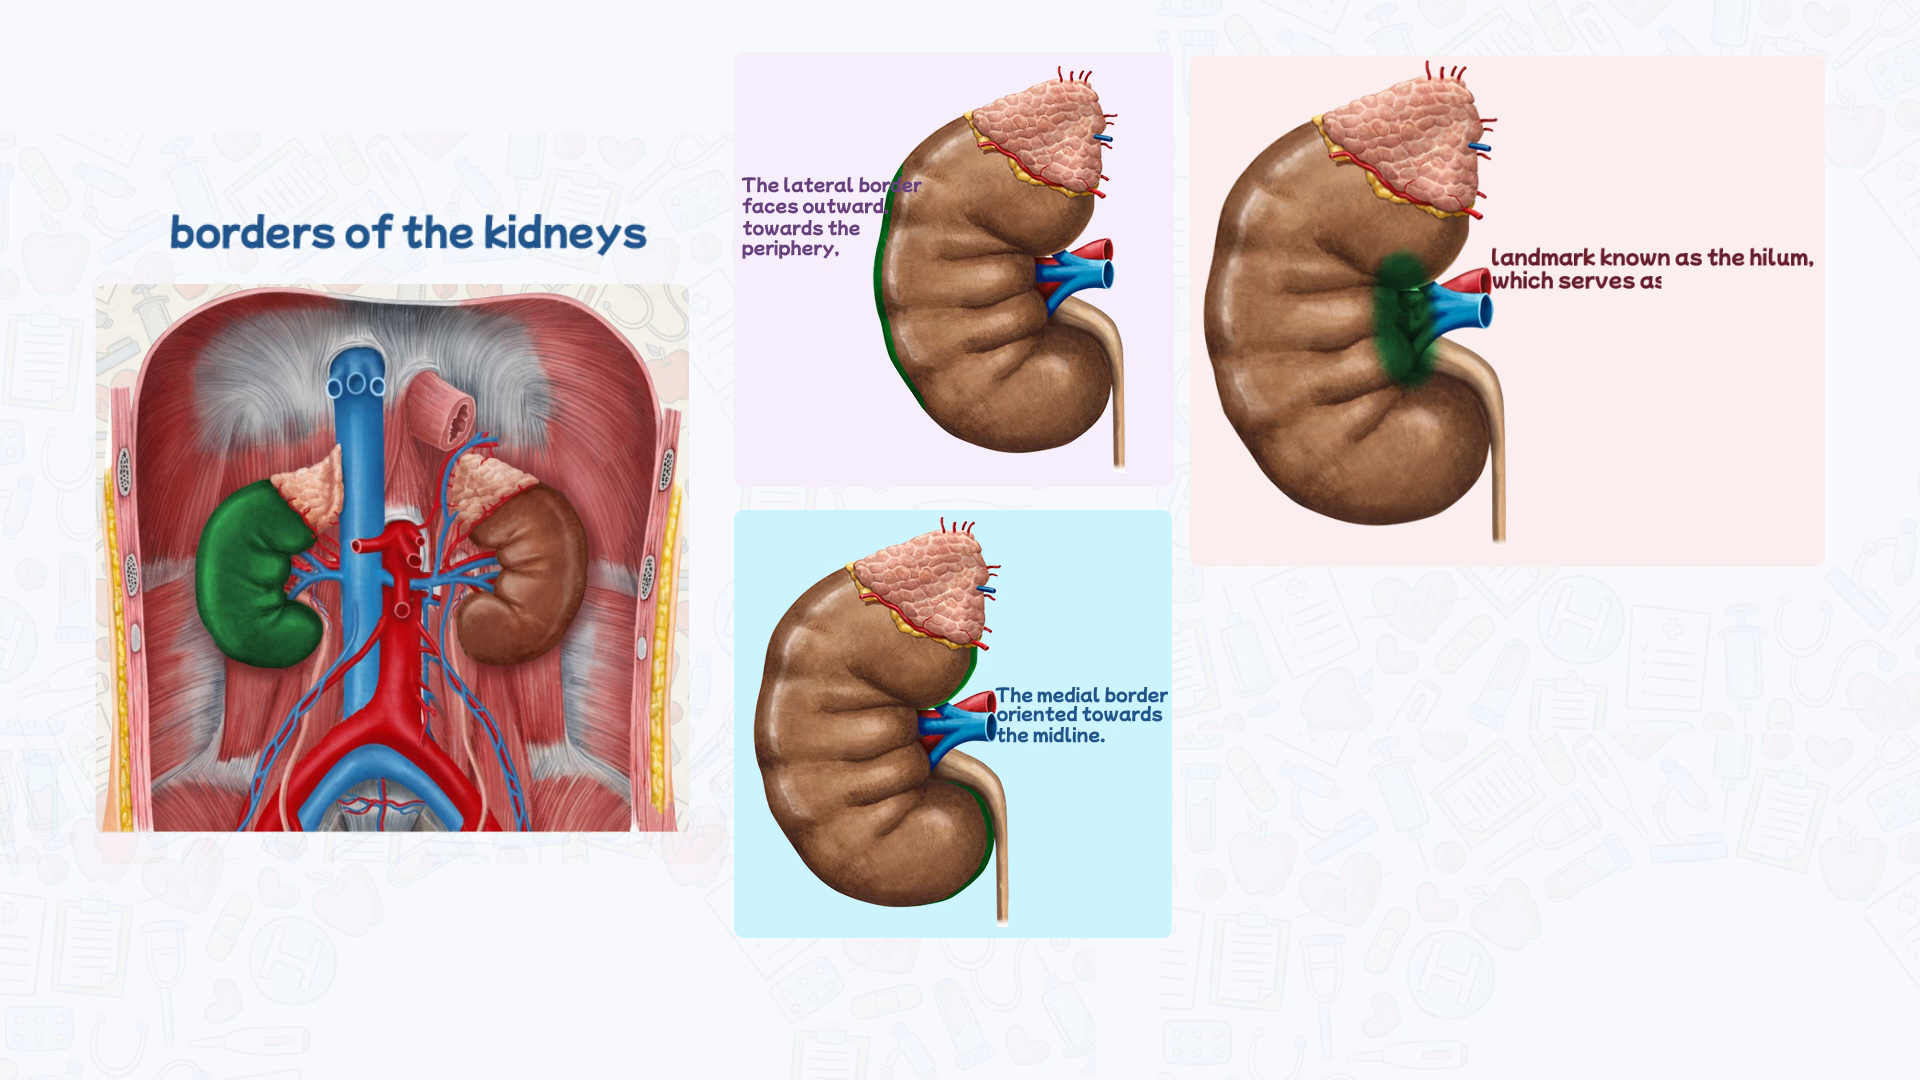 borders of the kidneys
The lateral border
faces outward,
towards the
periphery,
The medial border
oriented towards
the midline.
landmark known as the hilum,
which serves as